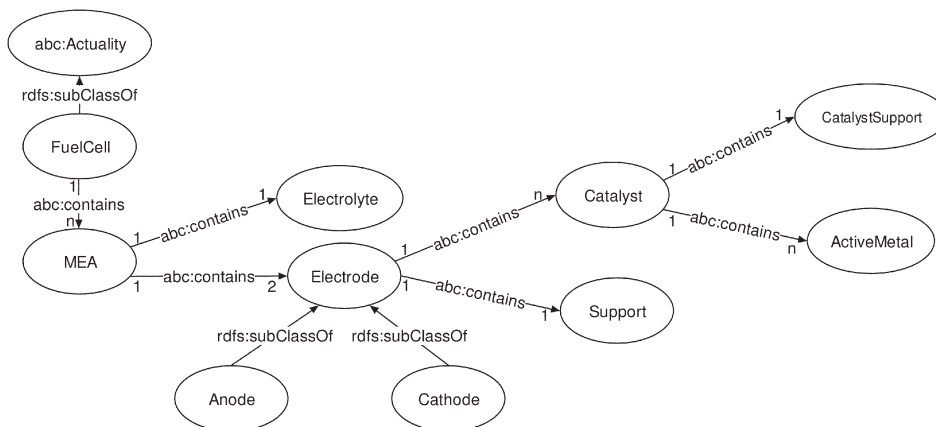 abc:Actuality
rdfs:subClassOf
FuelCell
1
abc:contains
n
MEA
1
abc:contains
1
Electrolyte
1
abc:contains
2
Electrode
1
abc:contains
n
Catalyst
1
abc:contains
1
CatalystSupport
1
abc:contains
n
ActiveMetal
1
abc:contains
1
Support
rdfs:subClassOf
rdfs:subClassOf
Anode
Cathode